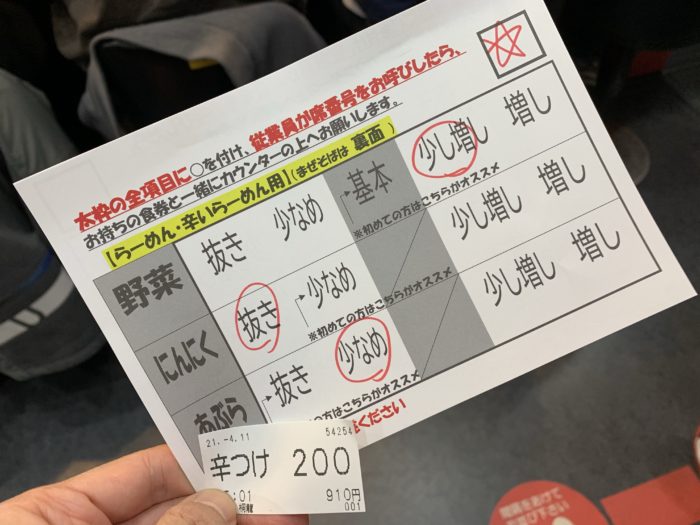 太枠の全項目に○を付け、従業員が席番号をお呼びしたら、
お持ちの食券と一緒にカウンターの上へお願いします。
【らーめん・辛いらーめん用】(まぜそばは 裏面 )
野菜 抜き 少なめ 基本 少し増し 増し
※初めての方はこちらがオススメ
にんにく 抜き 少なめ 少し増し 増し
※初めての方はこちらがオススメ
あぶら 抜き 少なめ 少し増し 増し
の方はこちらがオススメ
ください
21.-4.11 54254
辛つけ 200
:01 910円
001